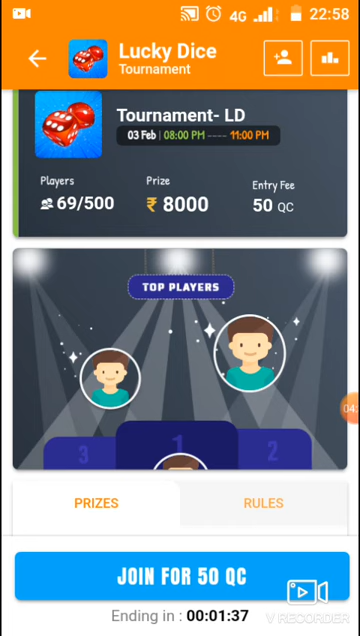 4G 22:58
Lucky Dice
Tournament
Tournament- LD
03 Feb | 08:00 PM ---- 11:00 PM
Players Prize Entry Fee
69/500 ₹ 8000 50 QC
TOP PLAYERS
3 1 2
04:
PRIZES RULES
JOIN FOR 50 QC
Ending in : 00:01:37
V RECORDER